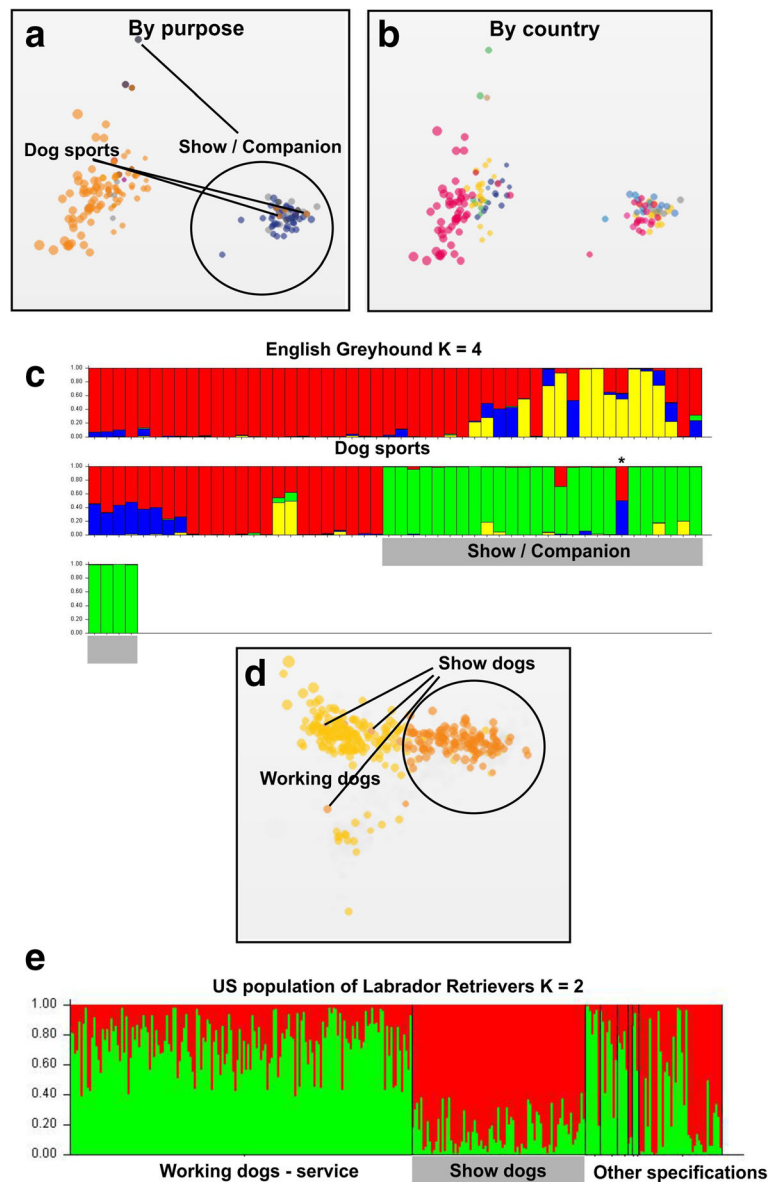 a
By purpose
Dog sports
Show / Companion
b
By country
c
English Greyhound K = 4
1.00
0.80
0.60
0.40
0.20
0.00
Dog sports
*
1.00
0.80
0.60
0.40
0.20
0.00
Show / Companion
1.00
0.80
0.60
0.40
0.20
0.00
d
Show dogs
Working dogs
e
US population of Labrador Retrievers K = 2
1.00
0.80
0.60
0.40
0.20
0.00
Working dogs - service
Show dogs
Other specifications